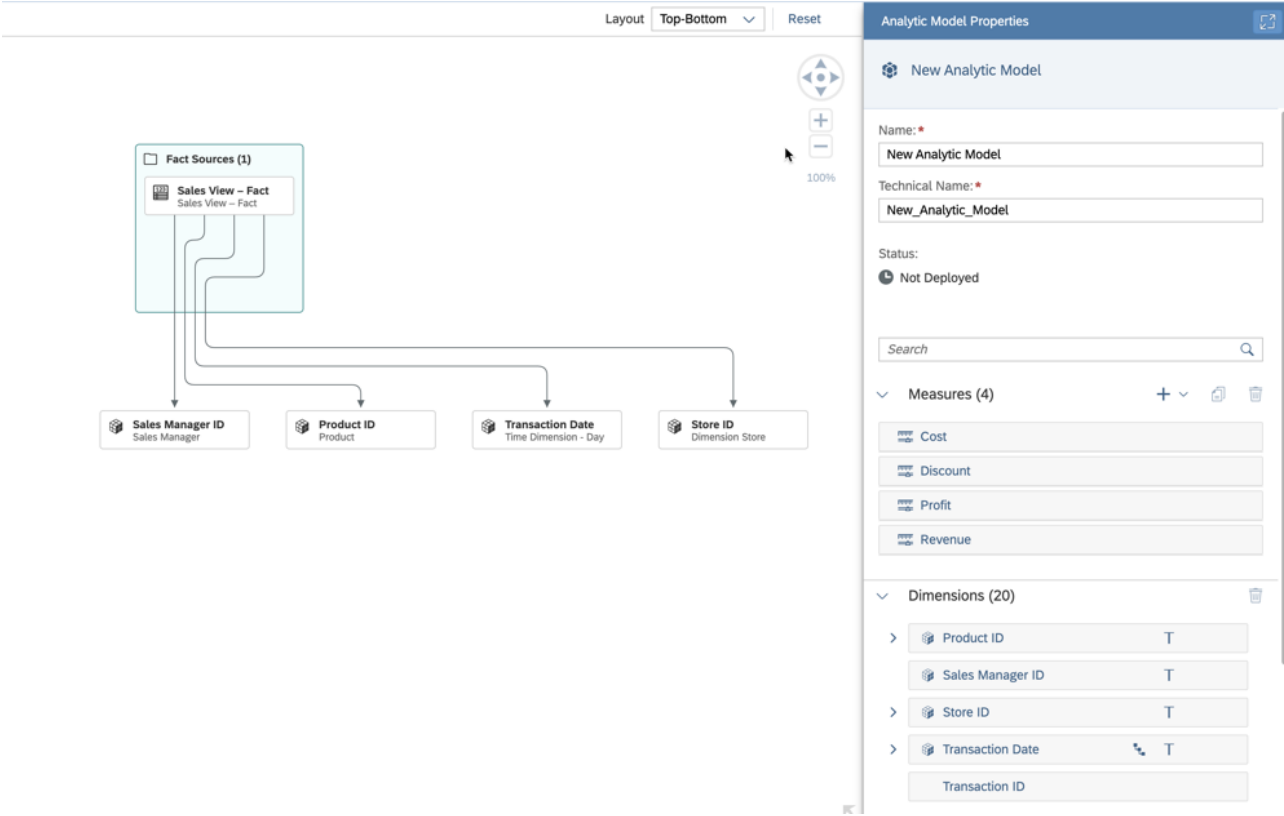 Layout Top-Bottom Reset
100%
Fact Sources (1)
Sales View – Fact
Sales View – Fact
Sales Manager ID
Sales Manager
Product ID
Product
Transaction Date
Time Dimension - Day
Store ID
Dimension Store
Analytic Model Properties
New Analytic Model
Name:*
New Analytic Model
Technical Name:*
New_Analytic_Model
Status:
Not Deployed
Search
Measures (4)
Cost
Discount
Profit
Revenue
Dimensions (20)
Product ID T
Sales Manager ID T
Store ID T
Transaction Date T
Transaction ID